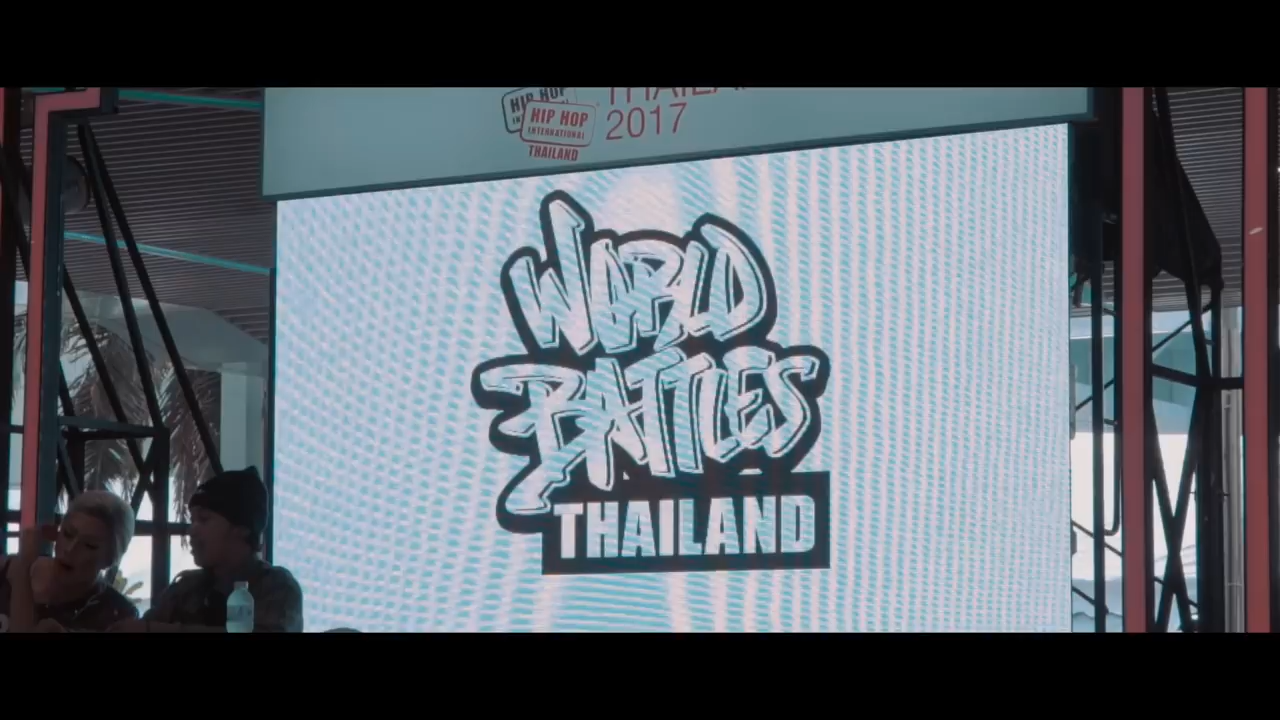 HIP HOP
HIP HOP
INTERNATIONAL
THAILAND
2017
WORLD
BATTLES
THAILAND